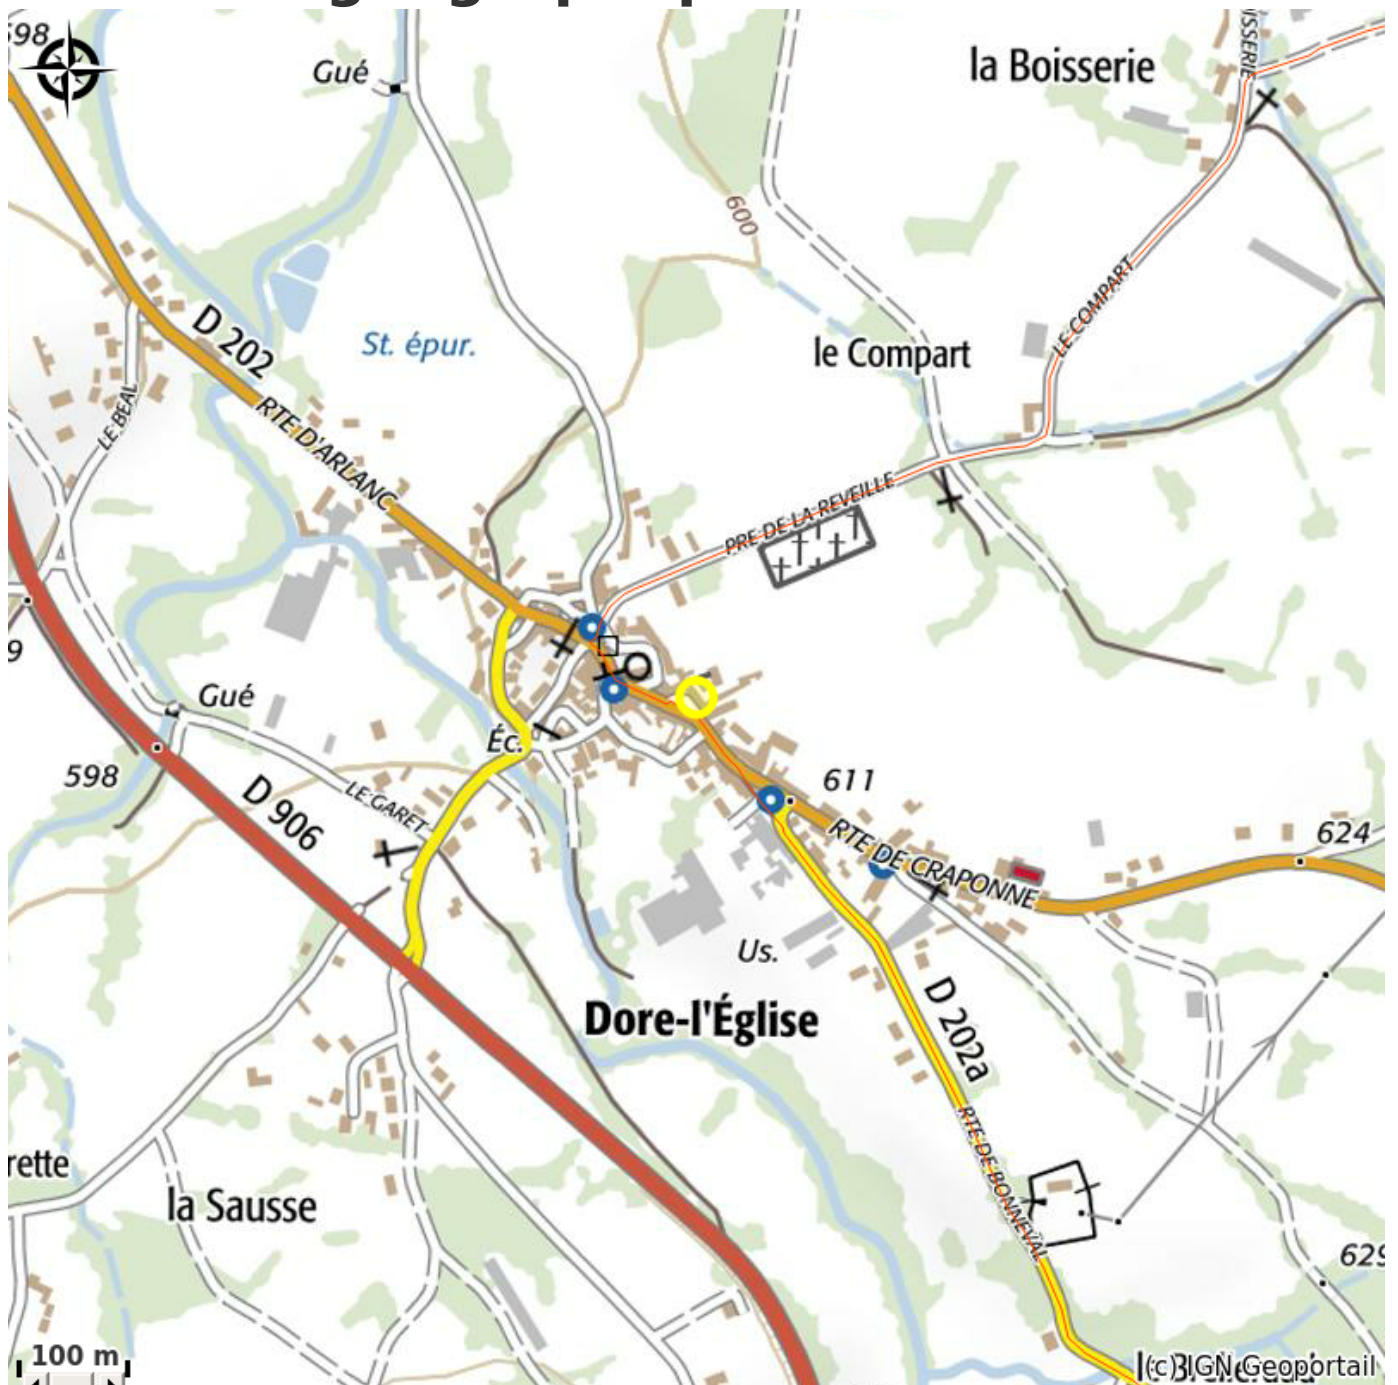 598
Gué
la Boisserie
600
D 202
St. épur.
le Compart
LE COMPART
LE BEAL
RTE D'ARLANC
PRE DE LA REVEILLE
9
Gué
Éc.
598
D 906
LE GARET
611
624
RTE DE CRAPONNE
Us.
Dore-l'Église
D 202a
RTE DE BONNEVAL
rette
la Sausse
629
100 m
(c) IGN Geoportail